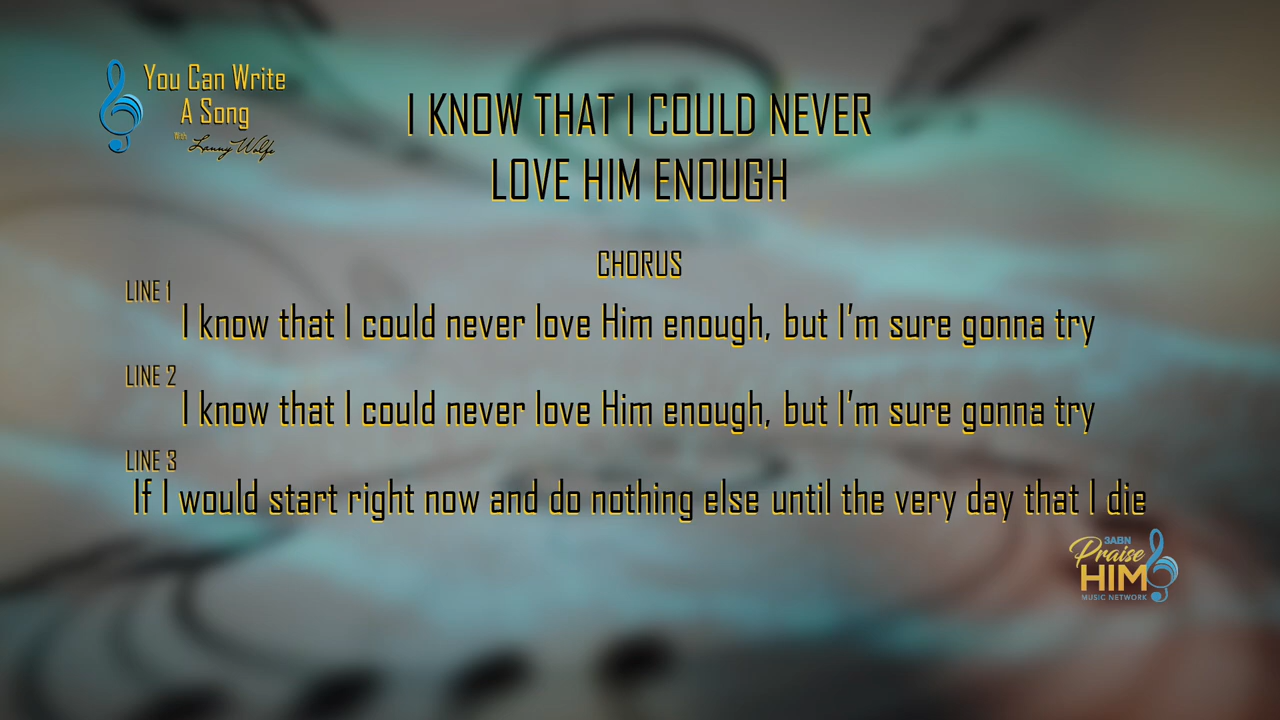 You Can Write
A Song
With Lanny Wolfe
I KNOW THAT I COULD NEVER
LOVE HIM ENOUGH
CHORUS
LINE 1
I know that I could never love Him enough, but I'm sure gonna try
LINE 2
I know that I could never love Him enough, but I'm sure gonna try
LINE 3
If I would start right now and do nothing else until the very day that I die
3ABN
Praise
HIM
MUSIC NETWORK